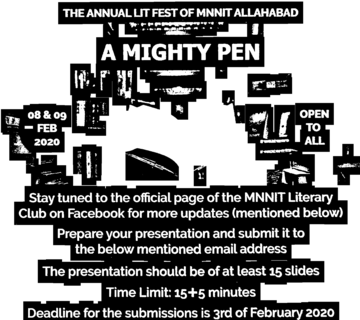 THE ANNUAL LIT FEST OF MNNIT ALLAHABAD
A MIGHTY PEN
08 & 09
FEB
2020
OPEN
TO
ALL
Stay tuned to the official page of the MNNIT Literary
Club on Facebook for more updates (mentioned below)
Prepare your presentation and submit it to
the below mentioned email address
The presentation should be of at least 15 slides
Time Limit: 15+5 minutes
Deadline for the submissions is 3rd of February 2020